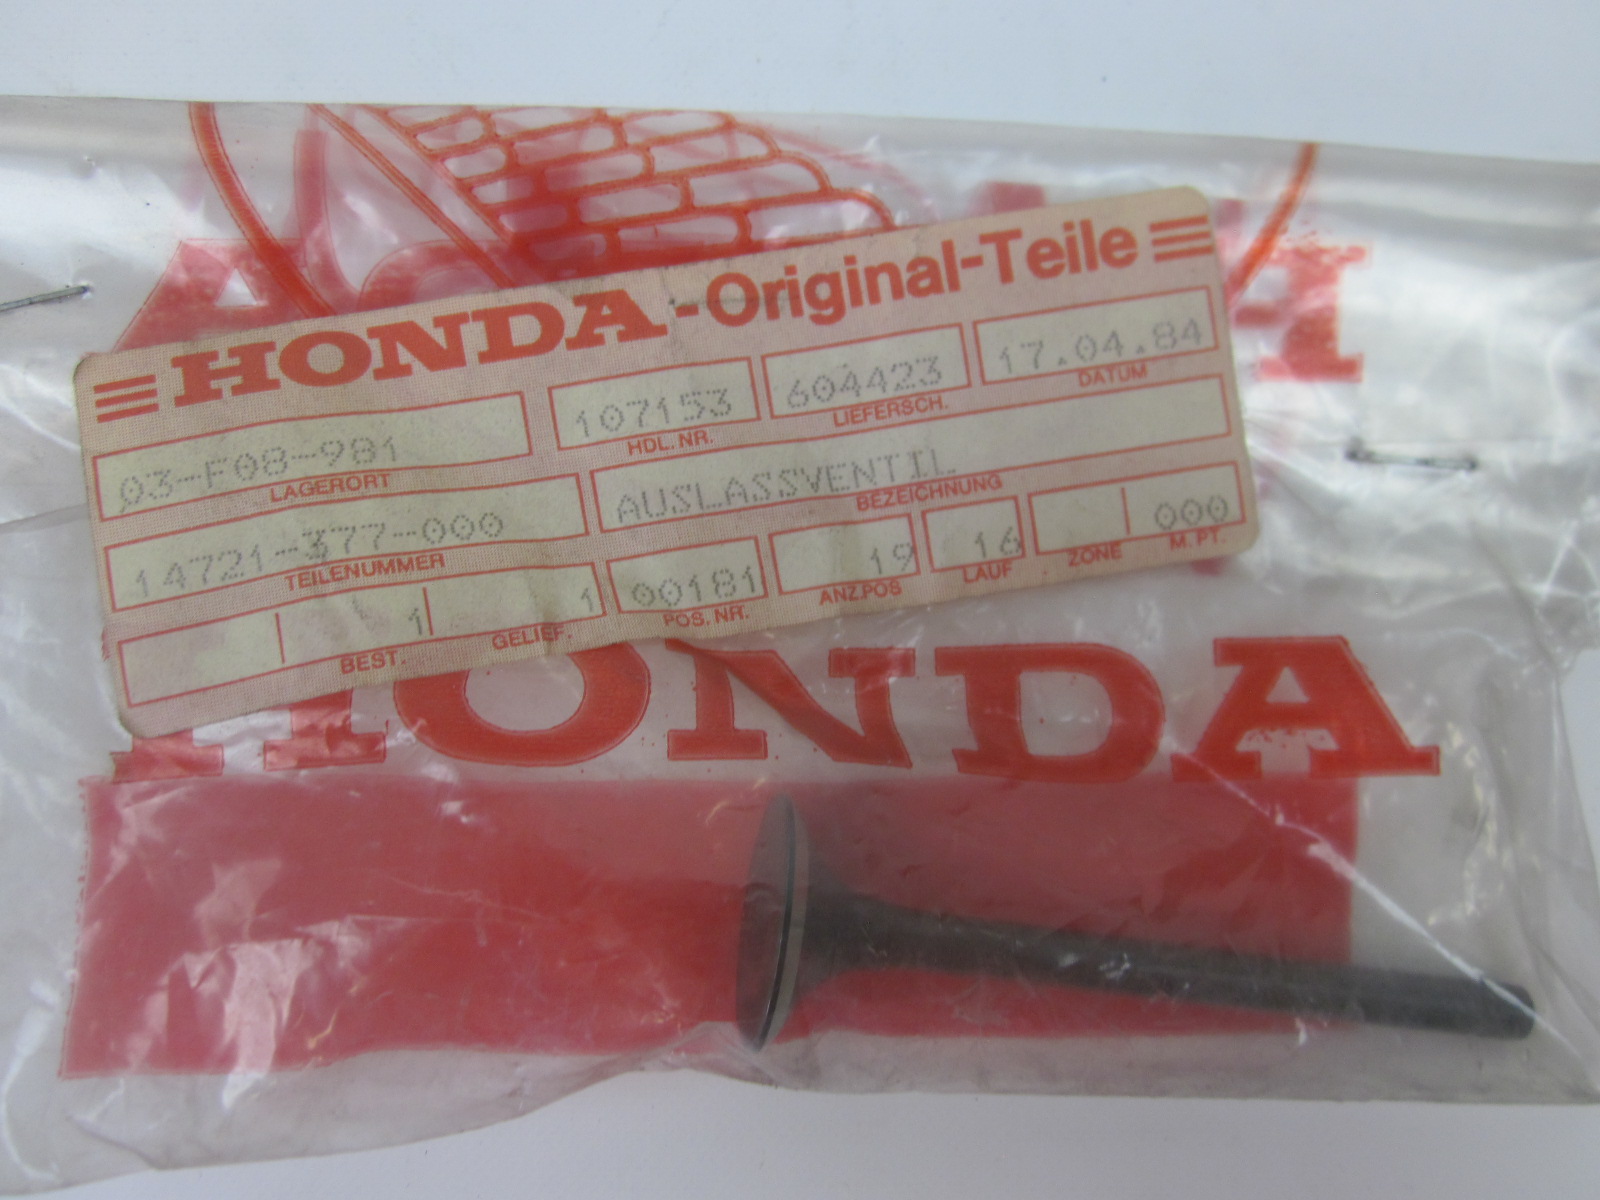 HONDA-Original-Teile
03-F08-981 107153 604423 17.04.84
LAGERORT HDL.NR. LIEFERSCH. DATUM
14721-377-000 AUSLASSVENTIL
TEILENUMMER BEZEICHNUNG
1 1 00181 19 16 000
BEST. GELIEF. POS.NR. ANZ.POS LAUF ZONE M.PT.
HONDA